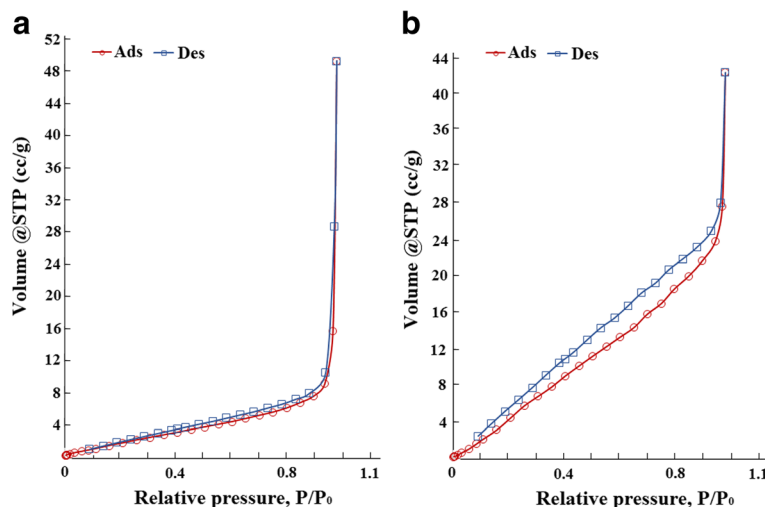 a
Ads Des
Volume @STP (cc/g)
52
48
44
40
36
32
28
24
20
16
12
8
4
0 0.4 0.8 1.1
Relative pressure, P/P₀
b
Ads Des
Volume @STP (cc/g)
44
40
36
32
28
24
20
16
12
8
4
0 0.4 0.8 1.1
Relative pressure, P/P₀